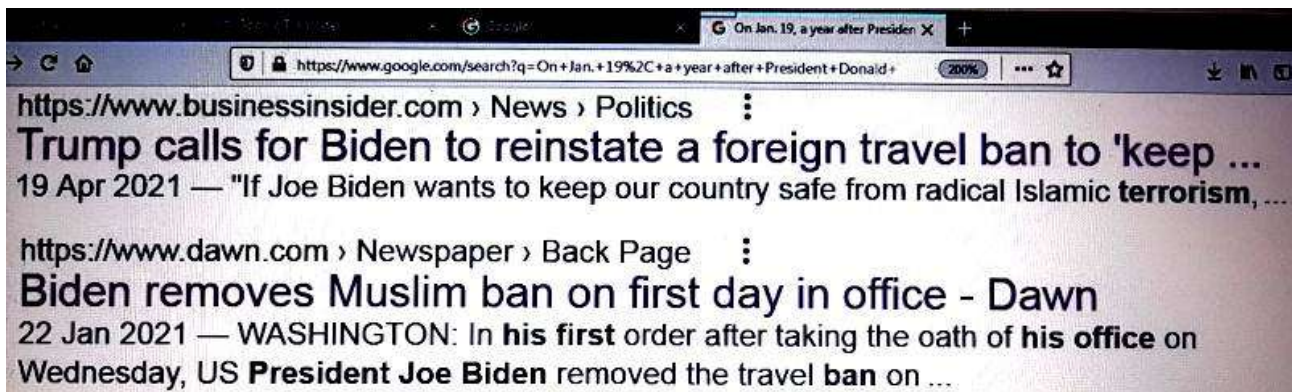 On Jan. 19, a year after Presiden
https://www.google.com/search?q=On+Jan.+19%2C+a+year+after+President+Donald+
200%
https://www.businessinsider.com › News › Politics
Trump calls for Biden to reinstate a foreign travel ban to 'keep ...
19 Apr 2021 — "If Joe Biden wants to keep our country safe from radical Islamic terrorism, ...
https://www.dawn.com › Newspaper › Back Page
Biden removes Muslim ban on first day in office - Dawn
22 Jan 2021 — WASHINGTON: In his first order after taking the oath of his office on
Wednesday, US President Joe Biden removed the travel ban on ...